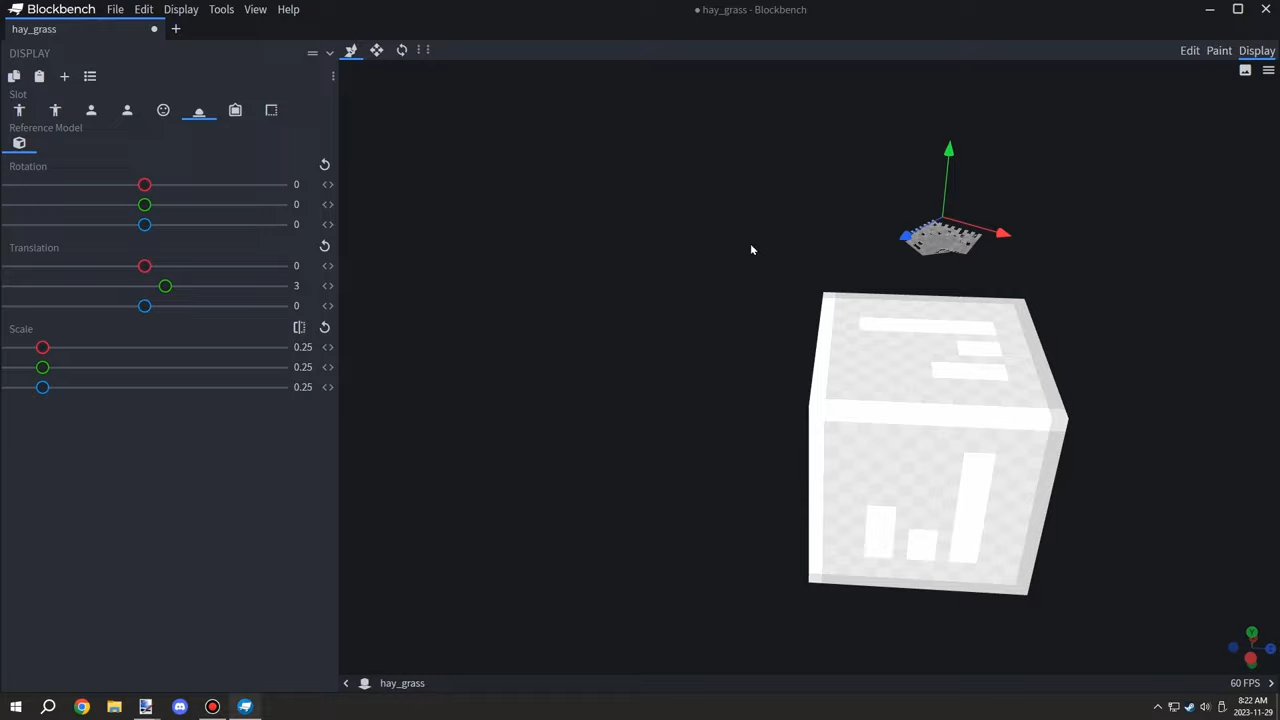 Blockbench File Edit Display Tools View Help
● hay_grass - Blockbench
hay_grass
DISPLAY
Edit Paint Display
Slot
Reference Model
Rotation
0
0
0
Translation
0
3
0
Scale
0.25
0.25
0.25
Y
Z
hay_grass
60 FPS
8:22 AM
2023-11-29